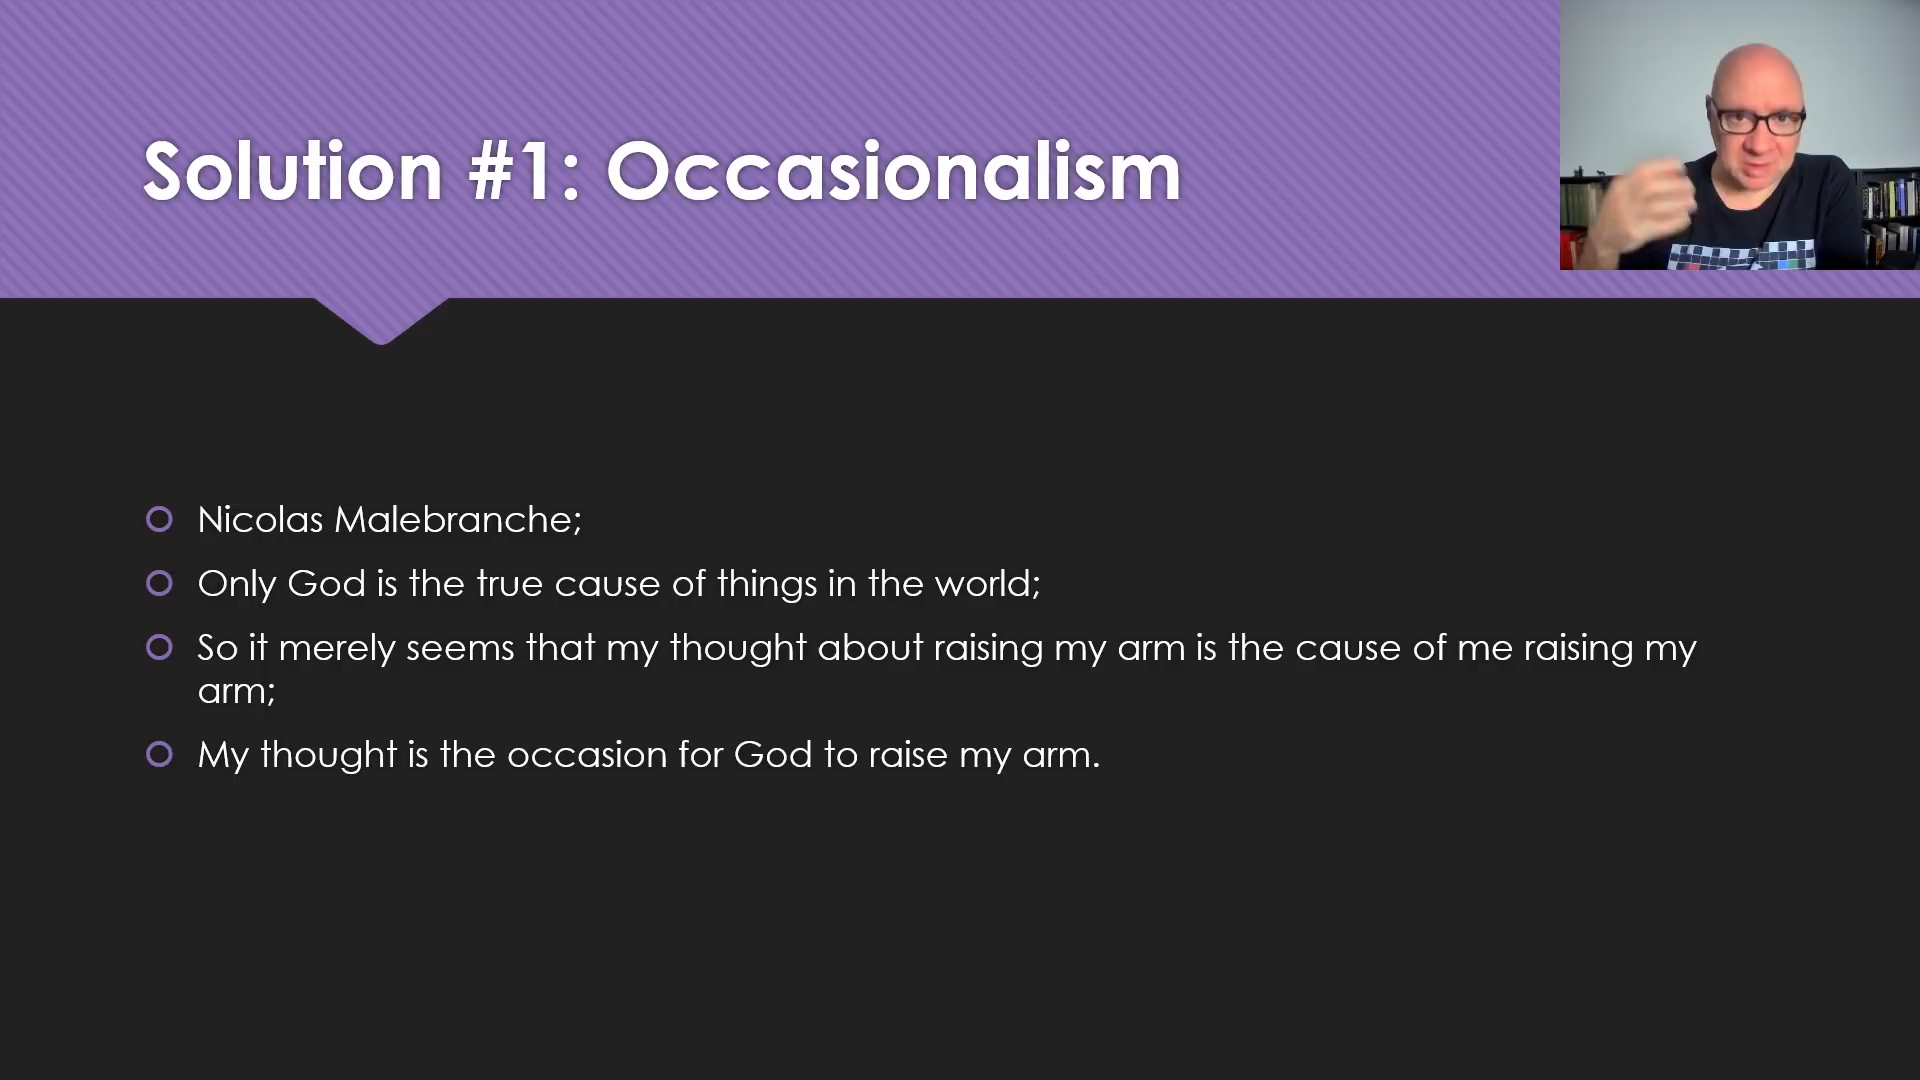 Solution #1: Occasionalism
Nicolas Malebranche;
Only God is the true cause of things in the world;
So it merely seems that my thought about raising my arm is the cause of me raising my
arm;
My thought is the occasion for God to raise my arm.